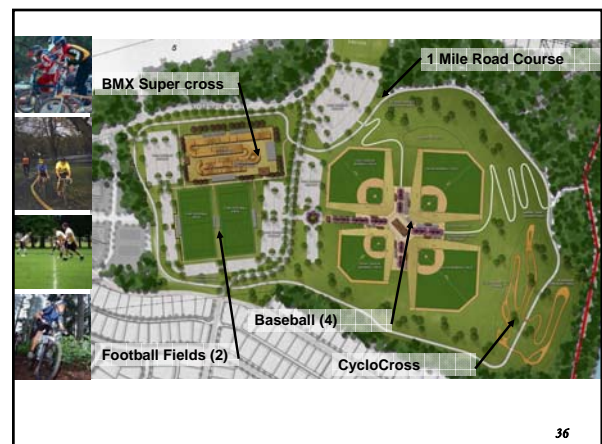 1 Mile Road Course
BMX Super cross
Baseball (4)
Football Fields (2)
CycloCross
36